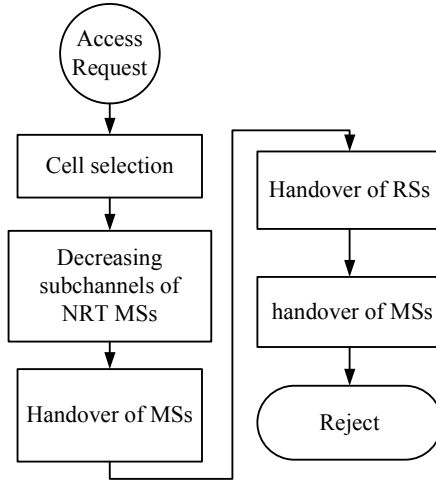 Access
Request
Cell selection
Decreasing
subchannels of
NRT MSs
Handover of MSs
Handover of RSs
handover of MSs
Reject